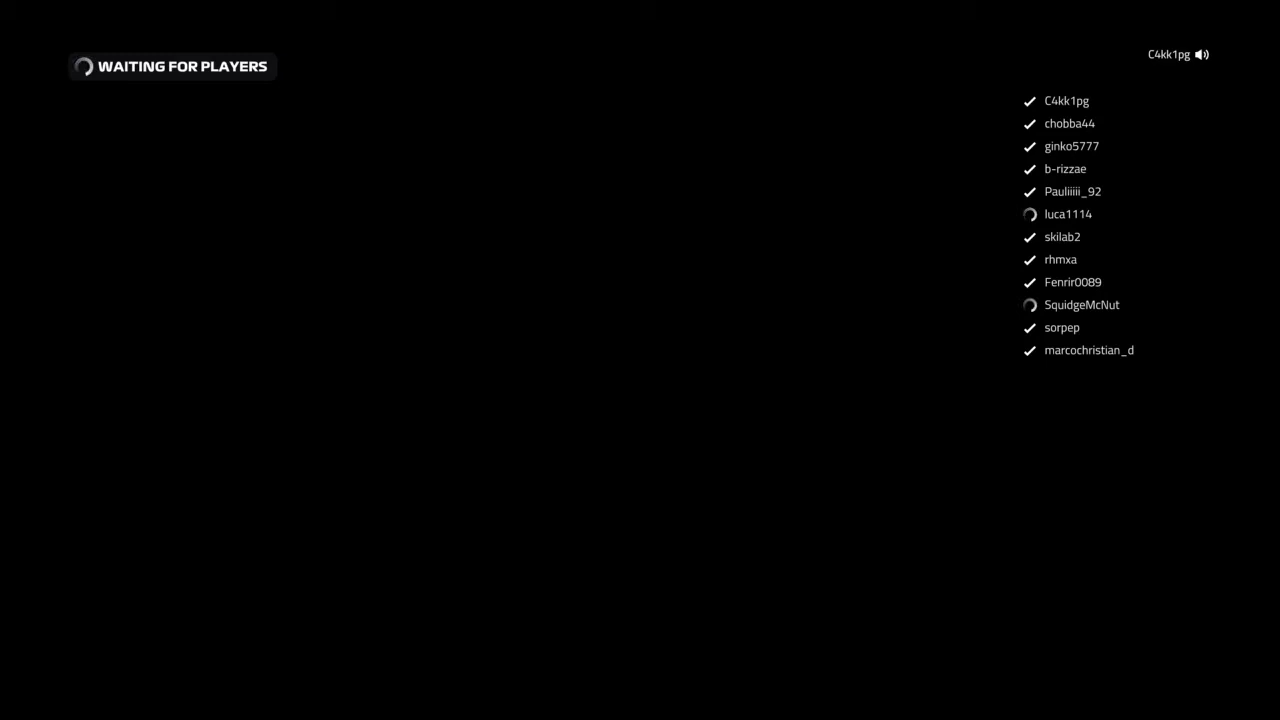 WAITING FOR PLAYERS
C4kk1pg
C4kk1pg
chobba44
ginko5777
b-rizzae
Pauliiiii_92
luca1114
skilab2
rhmxa
Fenrir0089
SquidgeMcNut
sorpep
marcochristian_d